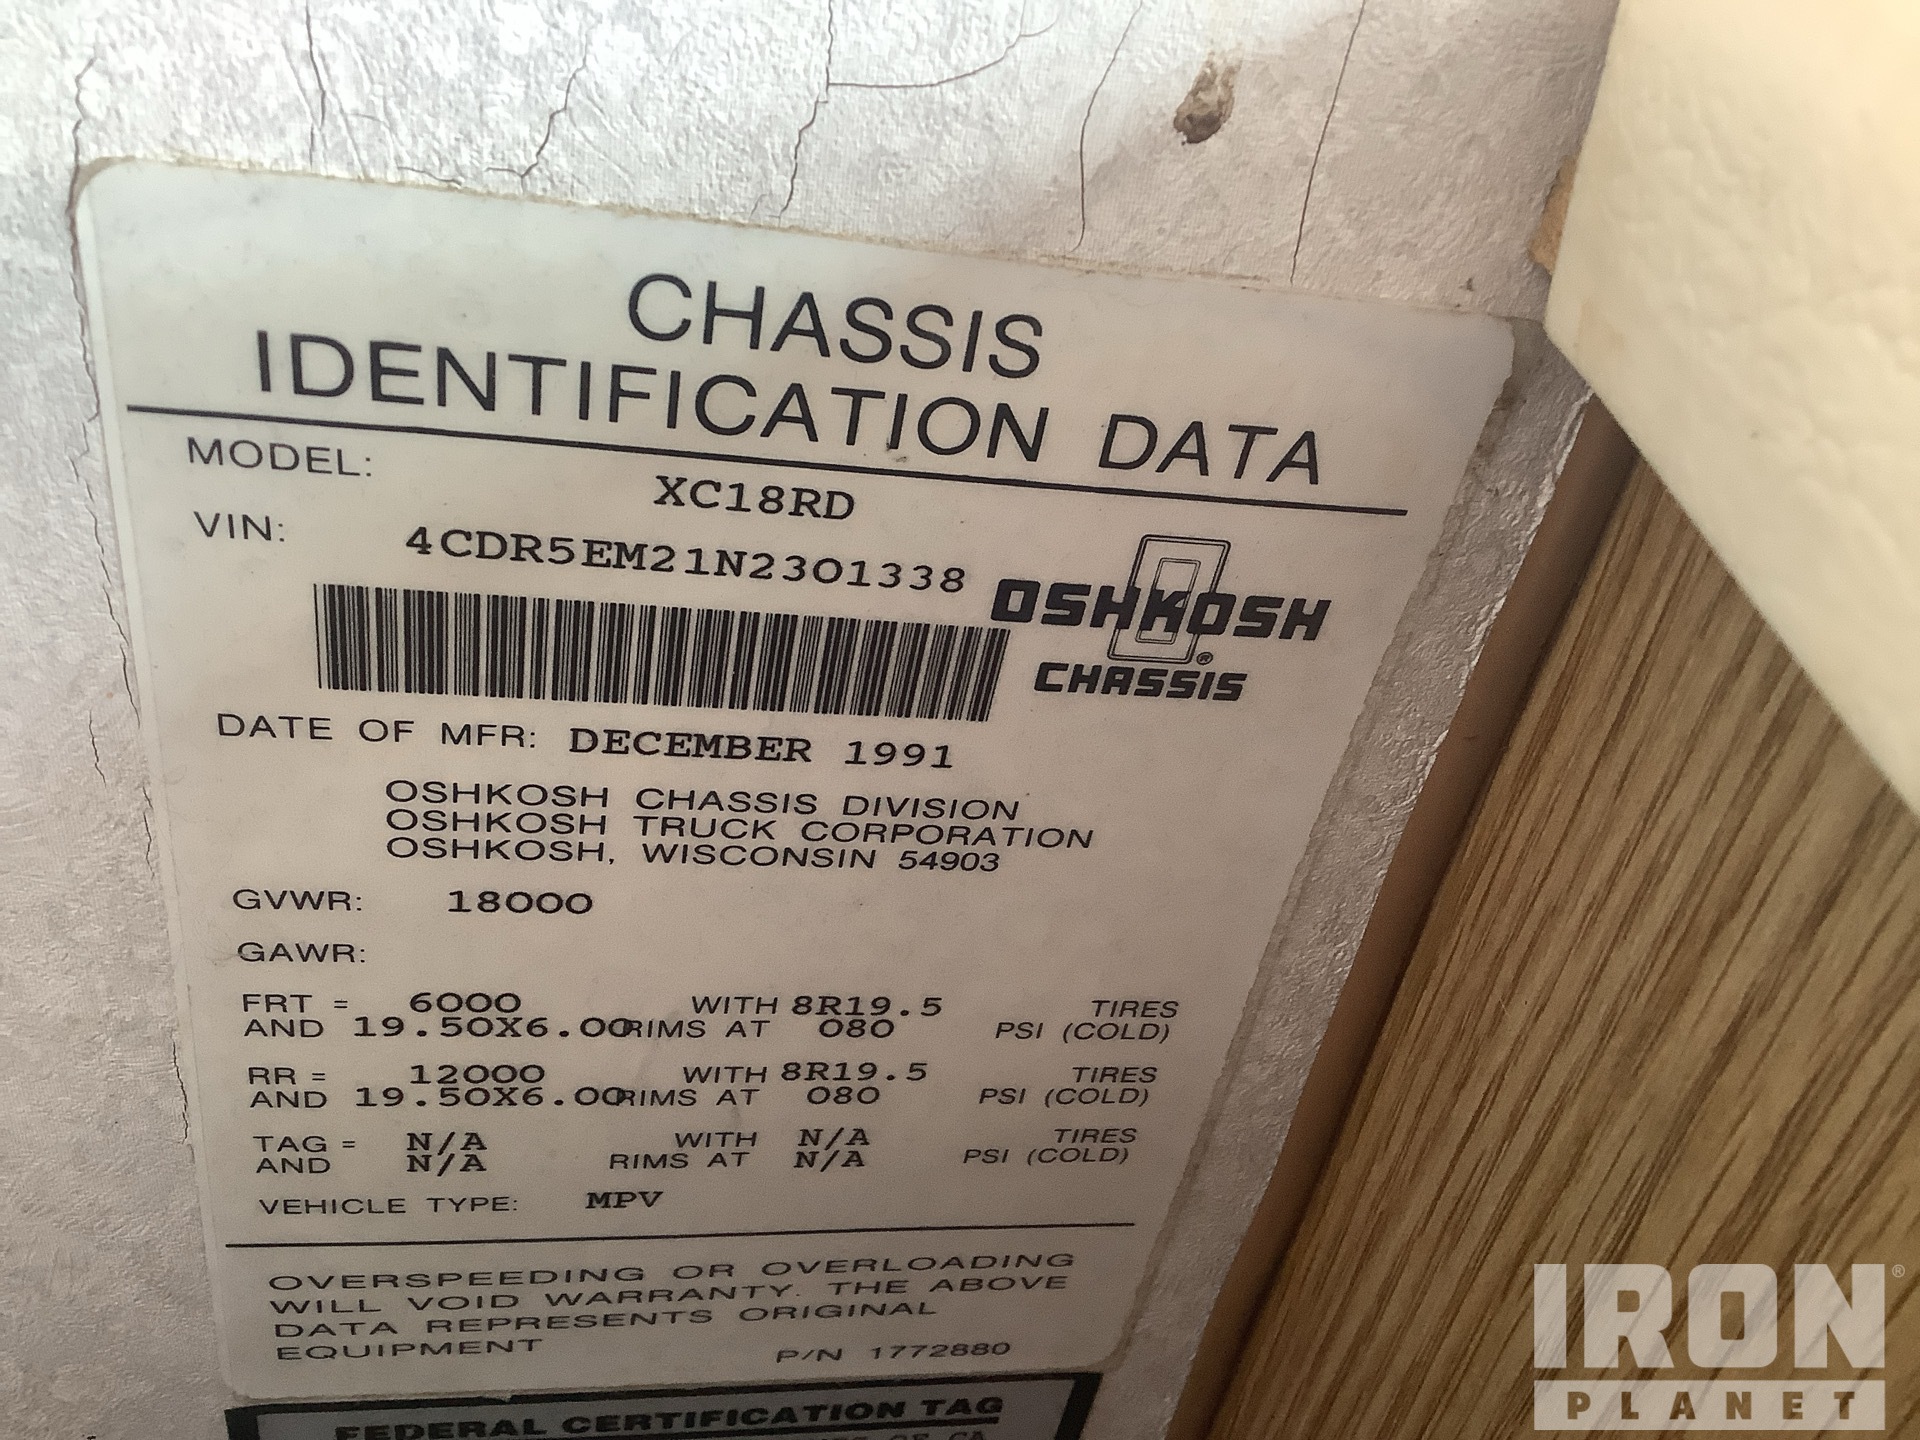 CHASSIS
IDENTIFICATION DATA
MODEL: XC18RD
VIN: 4CDR5EM21N2301338
OSHKOSH
CHASSIS
®
DATE OF MFR: DECEMBER 1991
OSHKOSH CHASSIS DIVISION
OSHKOSH TRUCK CORPORATION
OSHKOSH, WISCONSIN 54903
GVWR: 18000
GAWR:
FRT = 6000 WITH 8R19.5 TIRES
AND 19.50X6.00 RIMS AT 080 PSI (COLD)
RR = 12000 WITH 8R19.5 TIRES
AND 19.50X6.00 RIMS AT 080 PSI (COLD)
TAG = N/A WITH N/A TIRES
AND N/A RIMS AT N/A PSI (COLD)
VEHICLE TYPE: MPV
OVERSPEEDING OR OVERLOADING
WILL VOID WARRANTY. THE ABOVE
DATA REPRESENTS ORIGINAL
EQUIPMENT P/N 1772880
FEDERAL CERTIFICATION TAG
IRON ®
PLANET